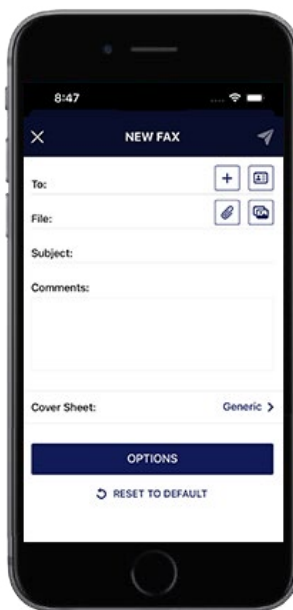 8:47
NEW FAX
To:
File:
Subject:
Comments:
Cover Sheet: Generic
OPTIONS
RESET TO DEFAULT